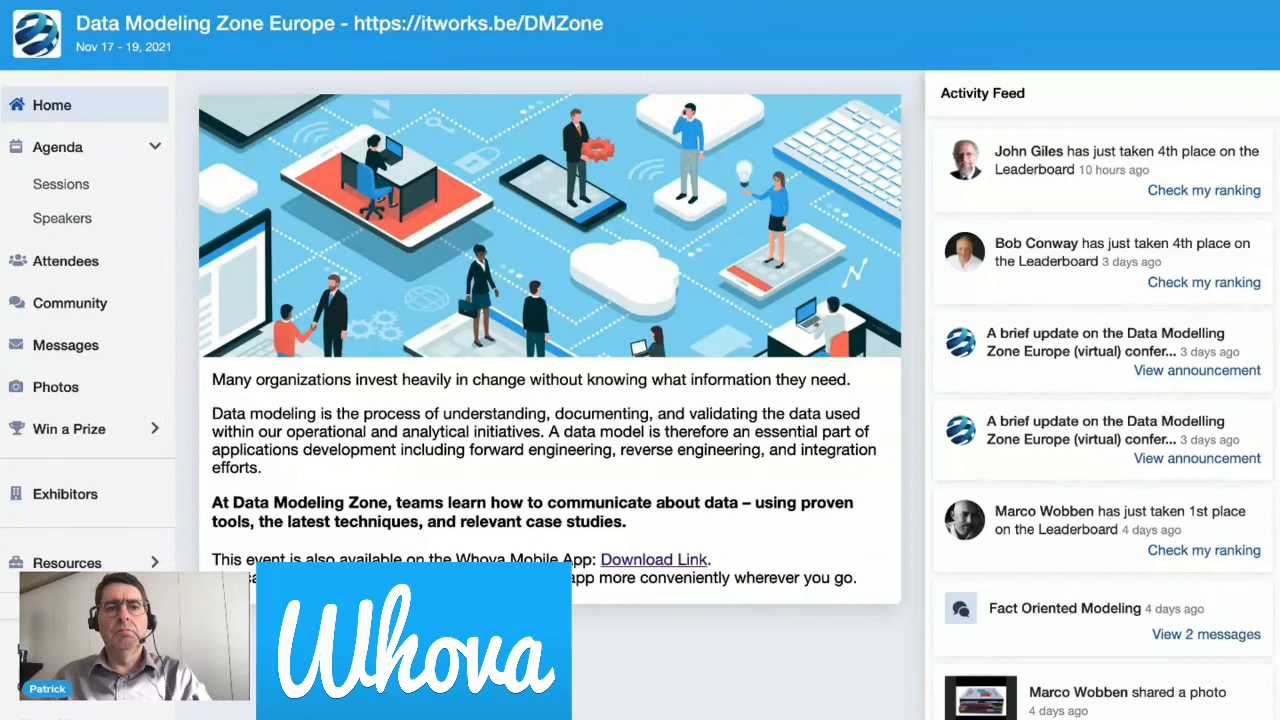 Data Modeling Zone Europe - https://itworks.be/DMZone
Nov 17 - 19, 2021
Home
Agenda
Sessions
Speakers
Attendees
Community
Messages
Photos
Win a Prize
Exhibitors
Resources
Many organizations invest heavily in change without knowing what information they need.
Data modeling is the process of understanding, documenting, and validating the data used
within our operational and analytical initiatives. A data model is therefore an essential part of
applications development including forward engineering, reverse engineering, and integration
efforts.
At Data Modeling Zone, teams learn how to communicate about data – using proven
tools, the latest techniques, and relevant case studies.
This event is also available on the Whova Mobile App: Download Link.
app more conveniently wherever you go.
Patrick
Whova
Activity Feed
John Giles has just taken 4th place on the
Leaderboard 10 hours ago
Check my ranking
Bob Conway has just taken 4th place on
the Leaderboard 3 days ago
Check my ranking
A brief update on the Data Modelling
Zone Europe (virtual) confer... 3 days ago
View announcement
A brief update on the Data Modelling
Zone Europe (virtual) confer... 3 days ago
View announcement
Marco Wobben has just taken 1st place
on the Leaderboard 4 days ago
Check my ranking
Fact Oriented Modeling 4 days ago
View 2 messages
Marco Wobben shared a photo
4 days ago